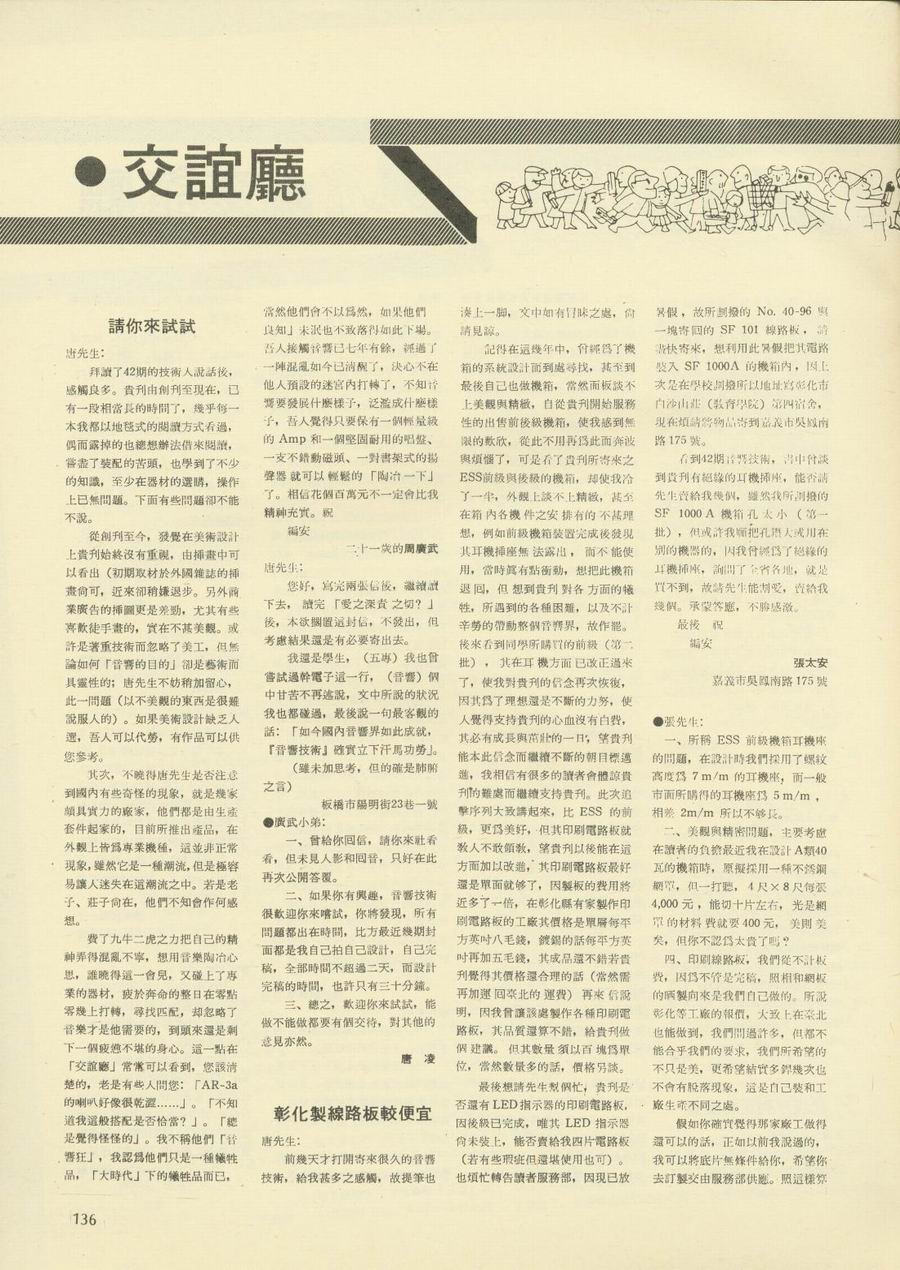 ●交誼廳
請你來試試
唐先生：
拜讀了42期的技術人說話後，
感觸良多。貴刊由創刊至現在，已
有一段相當長的時間了，幾乎每一
本我都以地毯式的閱讀方式看過，
偶而露掉的也總想辦法借來閱讀，
嘗盡了裝配的苦頭，也學到了不少
的知識，至少在器材的選購，操作
上已無問題。下面有些問題卻不能
不說。
從創刊至今，發覺在美術設計
上貴刊始終沒有重視，由挿畫中可
以看出（初期取材於外國雜誌的挿
畫尙可，近來卻稍嫌退步。另外商
業廣告的挿圖更是差勁，尤其有些
喜歡徒手畫的，實在不甚美觀。或
許是著重技術而忽略了美工，但無
論如何「音響的目的」卻是藝術而
具靈性的；唐先生不妨稍加留心，
此一問題（以不美觀的東西是很難
說服人的）。如果美術設計缺乏人
選，吾人可以代勞，有作品可以供
您參考。
其次，不曉得唐先生是否注意
到國內有些奇怪的現象，就是幾家
頗具實力的廠家，他們都是由生產
套件起家的，目前所推出產品，在
外觀上皆爲專業機種，這並非正常
現象，雖然它是一種潮流，但是極容
易讓人迷失在這潮流之中。若是老
子、莊子尙在，他們不知會作何感
想。
費了九牛二虎之力把自己的精
神弄得混亂不寧，想用音樂陶冶心
思，誰曉得這一會兒，又碰上了專
業的器材，疲於奔命的整日在零點
零幾上打轉，尋找匹配，却忽略了
音樂才是他需要的，到頭來還是剩
下一個疲憊不堪的身心。這一點在
「交誼廳」常常可以看到，您該淸
楚的，老是有些人問您：「AR-3a
的喇叭好像很乾澀……」。「不知
道我這般搭配是否恰當？」。「總
是覺得怪怪的」。我不稱他們「音
響狂」，我認爲他們只是一種犧牲
品，「大時代」下的犧牲品而已，
當然他們會不以爲然，如果他們
良知」未泯也不致落得如此下場。
吾人接觸音響已七年有餘，經過了
一陣混亂如今已淸醒了，決心不在
他人預設的迷宮內打轉了，不知音
響要發展什麽樣子，泛濫成什麽樣
子，吾人覺得只要保有一個輕量級
的 Amp 和一個堅固耐用的唱盤、
一支不錯動磁頭、一對書架式的揚
聲器 就可以 輕鬆的「陶冶一下」
了。相信花個百萬元不一定會比我
精神充實。祝
編安
二十一歲的周廣武
唐先生：
您好，寫完兩張信後，繼續讀
下去，讀完「愛之深責 之切？」
後，本欲擱置這封信，不發出，但
考慮結果還是有必要寄出去。
我還是學生，（五專）我也曾
嘗試過幹電子這一行，（音響）個
中甘苦不再遮說，文中所說的狀況
我也都碰過，最後說一句最客觀的
話：「如今國內音響界如此成就，
『音響技術』確實立下汗馬功勞」。
（雖未加思考，但的確是肺腑
之言）
板橋市陽明街23巷一號
●廣武小弟：
一、曾給你回信，請你來社看
看，但未見人影和回音，只好在此
再次公開答覆。
二、如果你有興趣，音響技術
很歡迎你來嚐試，你將發現，所有
問題都出在時間，比方最近幾期封
面都是我自己拍自己設計，自己完
稿，全部時間不超過二天，而設計
完稿的時間，也許只有三十分鐘。
三、總之，歡迎你來試試，能
做不能做都要有個交待，對其他的
意見亦然。
唐　凌
彰化製線路板較便宜
唐先生：
前幾天才打開寄來很久的音響
技術，給我甚多之感觸，故提筆也
湊上一脚，文中如有冒昧之處，尙
請見諒。
記得在這幾年中，曾經爲了機
箱的系統設計而到處尋找，甚至到
最後自己也做機箱，當然面板談不
上美觀與精緻，自從貴刊開始服務
性的出售前後級機箱，使我感到無
限的歡欣，從此不用再爲此而奔波
與煩惱了，可是看了貴刊所寄來之
ESS前級與後級的機箱，却使我冷
了一半，外觀上談不上精緻，甚至
在箱內各機 件之安 排有的 不甚理
想，例如前級機箱裝置完成後發現
其耳機挿座無 法露出 ，而不 能使
用，當時眞有點衝動，想把此機箱
退 回，但 想到貴刊 對各 方面的犧
牲，所遇到的各種困難，以及不計
辛勞的帶動整個音響界，故作罷。
後來看到同學所購買的前級（第二
批），其在耳 機方面 已改正過來
了，使我對貴刊的信念再次恢復，
因其爲了理想還是不斷的力努，使
人覺得支持貴刊的心血沒有白費，
其必有成長與茁壯的一日，望貴刊
能本此信念而繼續不斷的朝目標邁
進，我相信有很多的讀者會體諒貴
刊的難處而繼續支持貴刊。此次追
擊序列大致講起來，比 ESS 的前
級，更爲美好，但其印刷電路板就
敎人不敢領敎，望貴刊以後能在這
方面加以改進，其印刷電路板最好
還是單面就够了，因製板的費用將
近多了一倍，在彰化縣有家製作印
刷電路板的工廠其價格是單層每平
方英吋八毛錢，鍍錫的話每平方英
吋再加五毛錢，其成品還不錯若貴
刋覺得其價格還合理的話（當然需
再加運 回臺北的 運費）再來 信說
明，因我曾讓該處製作各種印刷電
路板，其品質還算不錯，給貴刊做
個 建議。但其數量 須以百 塊爲單
位，當然數量多的話，價格另談。
最後想請先生幫個忙，貴刊是
否還有 LED 指示器的印刷電路板，
因後級已完成，唯其 LED 指示器
尙未裝上，能否賣給我四片電路板
（若有些瑕疵但還堪使用也可）。
也煩忙轉告讀者服務部，因現已放
暑假，故所劃撥的 No. 40-96 與
一塊寄回的 SF 101 線路板，請
盡快寄來，想利用此暑假把其電路
裝入 SF 1000A 的機箱內，因上
次是在學校劃撥所以地址寫彰化市
白沙山莊（敎育學院）第四宿舍，
現在煩請將物品寄到嘉義市吳鳳南
路 175 號。
看到42期音響技術，書中曾談
到貴刊有絕緣的耳機挿座，能否請
先生賣給我幾個，雖然我所劃撥的
SF 1000 A 機箱 孔 太 小（ 第一
批），但或許我願把孔鑽大或用在
別的機器的，因我曾經爲了絕緣的
耳機挿座，詢問了全省各地，就是
買不到，故請先生能割愛，賣給我
幾個。承蒙答應，不勝感激。
最後　祝
編安
張太安
嘉義市吳鳳南路 175 號
●張先生：
一、所稱 ESS 前級機箱耳機座
的問題，在設計時我們採用了螺紋
高度爲 7 m/m 的耳機座，而一般
市面所購得的耳機座爲 5 m/m ，
相差 2m/m 所以不够長。
二、美觀與精密問題，主要考慮
在讀者的負擔最近我在設計 A類40
瓦的機箱時，原擬採用一種不銹鋼
網罩，但一打聽，4 尺×8 尺每張
4,000 元，能切十片左右，光是網
罩 的材料 費就要 400 元，美則 美
矣，但你不認爲太貴了嗎？
四、印刷線路板，我們從不計板
費，因爲不管是完稿，照相和網板
的晒製向來是我們自己做的。所說
彰化等工廠的報價，大致上在臺北
也能做到，我們問過許多，但都不
能合乎我們的要求，我們所希望的
不只是美，更希望結實多銲幾次也
不會有脫落現象，這是自己裝和工
廠生產不同之處。
假如你確實覺得那家廠工做得
還可以的話，正如以前我說過的，
我可以將底片無條件給你，希望你
去訂製交由服務部供應。照這樣算
136